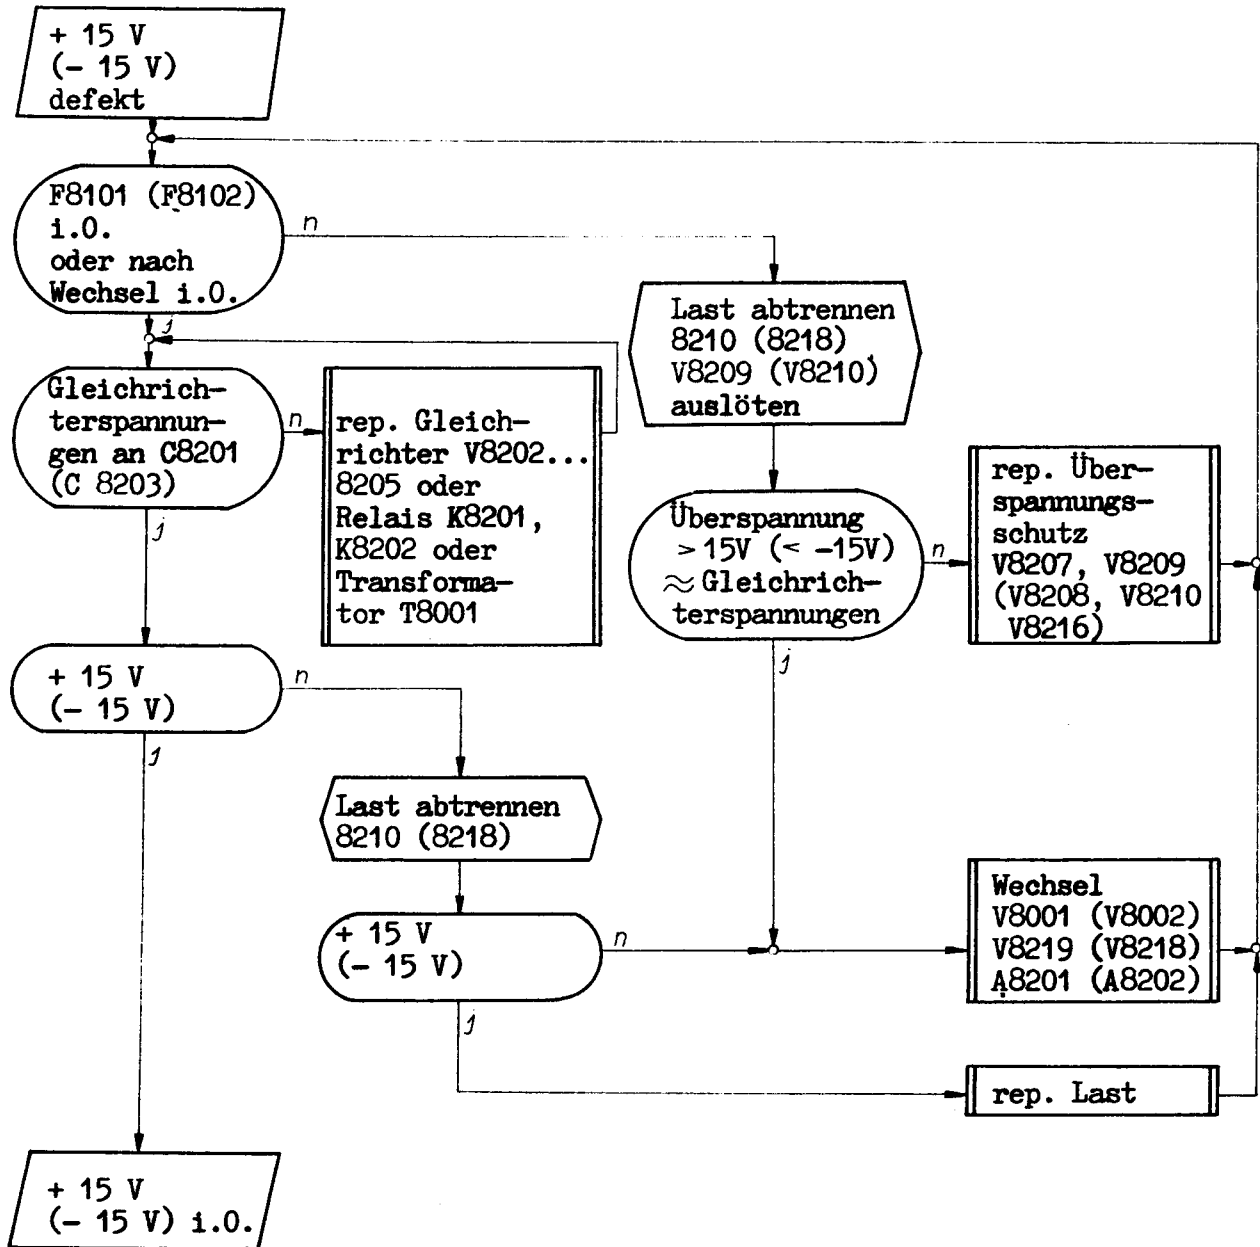 + 15 V
(- 15 V)
defekt
F8101 (F8102)
i.O.
oder nach
Wechsel i.O.
n
j
Last abtrennen
8210 (8218)
V8209 (V8210)
auslöten
Gleichrich-
terspannun-
gen an C8201
(C 8203)
n
j
rep. Gleich-
richter V8202...
8205 oder
Relais K8201,
K8202 oder
Transforma-
tor T8001
Überspannung
> 15V (< -15V)
≈ Gleichrich-
terspannungen
n
j
rep. Über-
spannungs-
schutz
V8207, V8209
(V8208, V8210
V8216)
+ 15 V
(- 15 V)
n
j
Last abtrennen
8210 (8218)
+ 15 V
(- 15 V)
n
j
Wechsel
V8001 (V8002)
V8219 (V8218)
A8201 (A8202)
rep. Last
+ 15 V
(- 15 V) i.O.